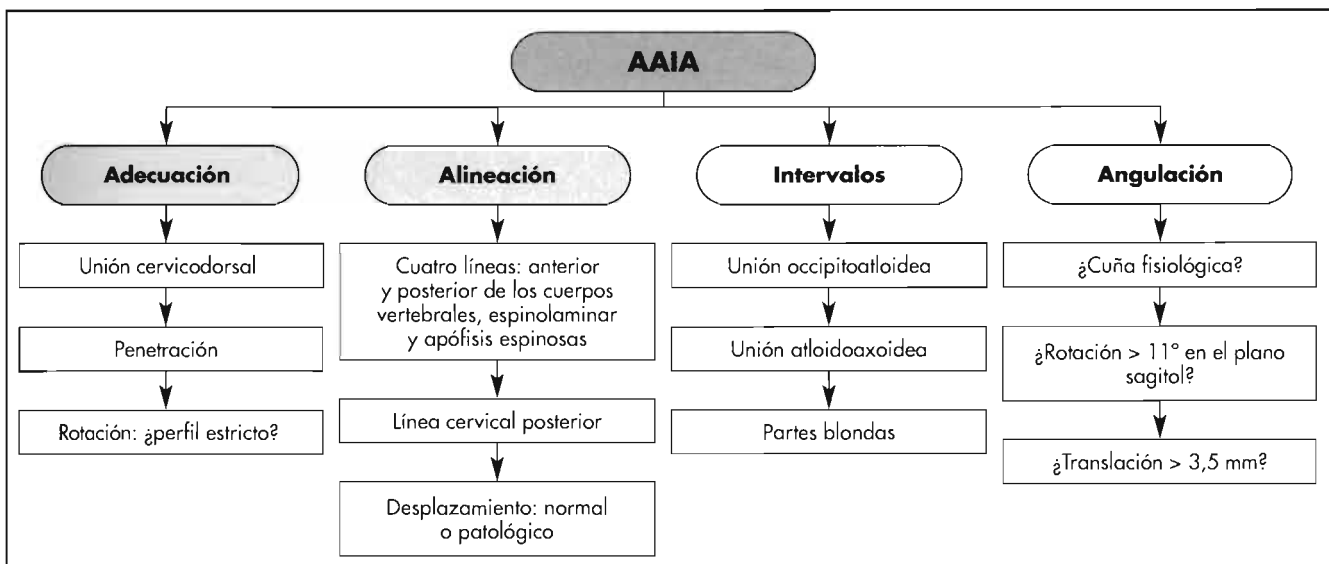 AAIA
Adecuación
Unión cervicodorsal
Penetración
Rotación: ¿perfil estricto?
Alineación
Cuatro líneas: anterior
y posterior de los cuerpos
vertebrales, espinolaminar
y apófisis espinosas
Línea cervical posterior
Desplazamiento: normal
o patológico
Intervalos
Unión occipitoatloidea
Unión atloidoaxoidea
Partes blondas
Angulación
¿Cuña fisiológica?
¿Rotación > 11° en el plano
sagitol?
¿Translación > 3,5 mm?